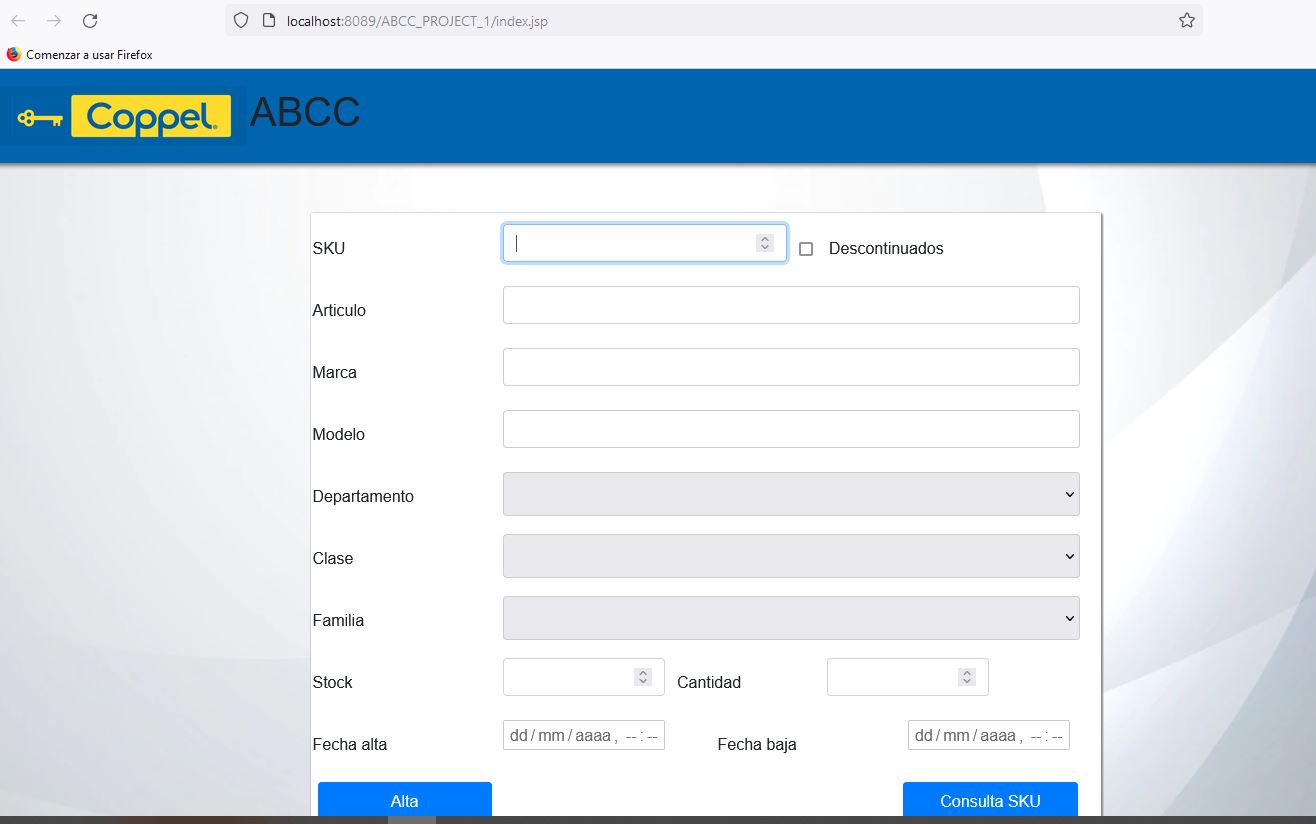 localhost:8089/ABCC_PROJECT_1/index.jsp
Comenzar a usar Firefox
Coppel. ABCC
SKU Descontinuados
Articulo
Marca
Modelo
Departamento
Clase
Familia
Stock Cantidad
Fecha alta dd/mm/aaaa, --:-- Fecha baja dd/mm/aaaa, --:--
Alta Consulta SKU